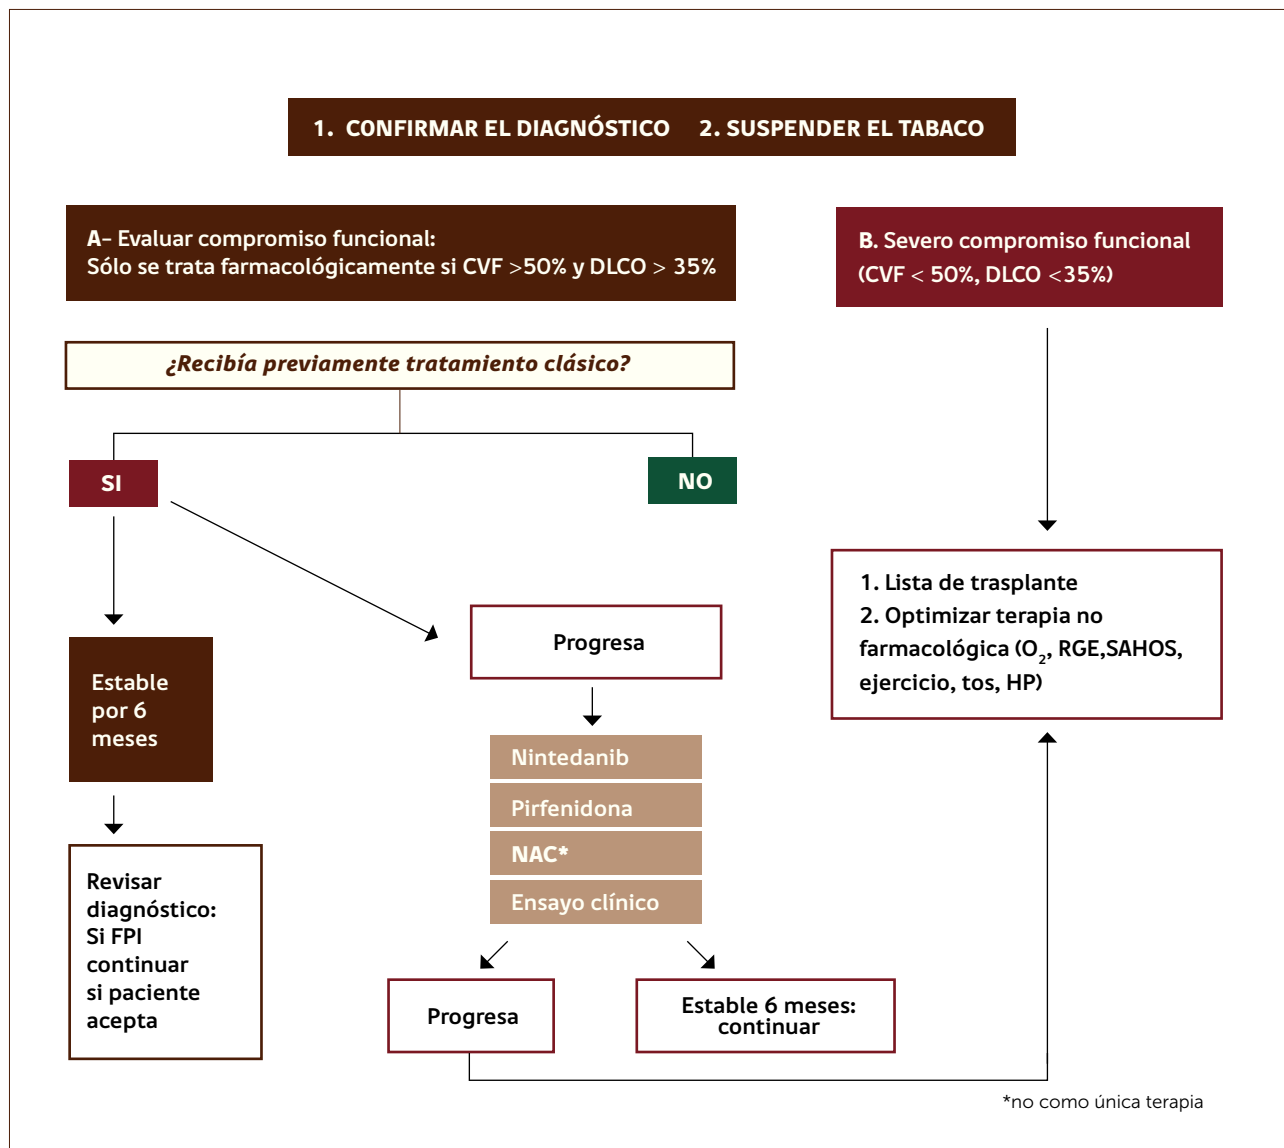 1. CONFIRMAR EL DIAGNÓSTICO 2. SUSPENDER EL TABACO
A- Evaluar compromiso funcional:
Sólo se trata farmacológicamente si CVF >50% y DLCO > 35%
B. Severo compromiso funcional
(CVF < 50%, DLCO <35%)
¿Recibía previamente tratamiento clásico?
SI
NO
Estable
por 6
meses
Revisar
diagnóstico:
Si FPI
continuar
si paciente
acepta
Progresa
Nintedanib
Pirfenidona
NAC*
Ensayo clínico
Progresa
Estable 6 meses:
continuar
1. Lista de trasplante
2. Optimizar terapia no
farmacológica (O₂, RGE,SAHOS,
ejercicio, tos, HP)
*no como única terapia